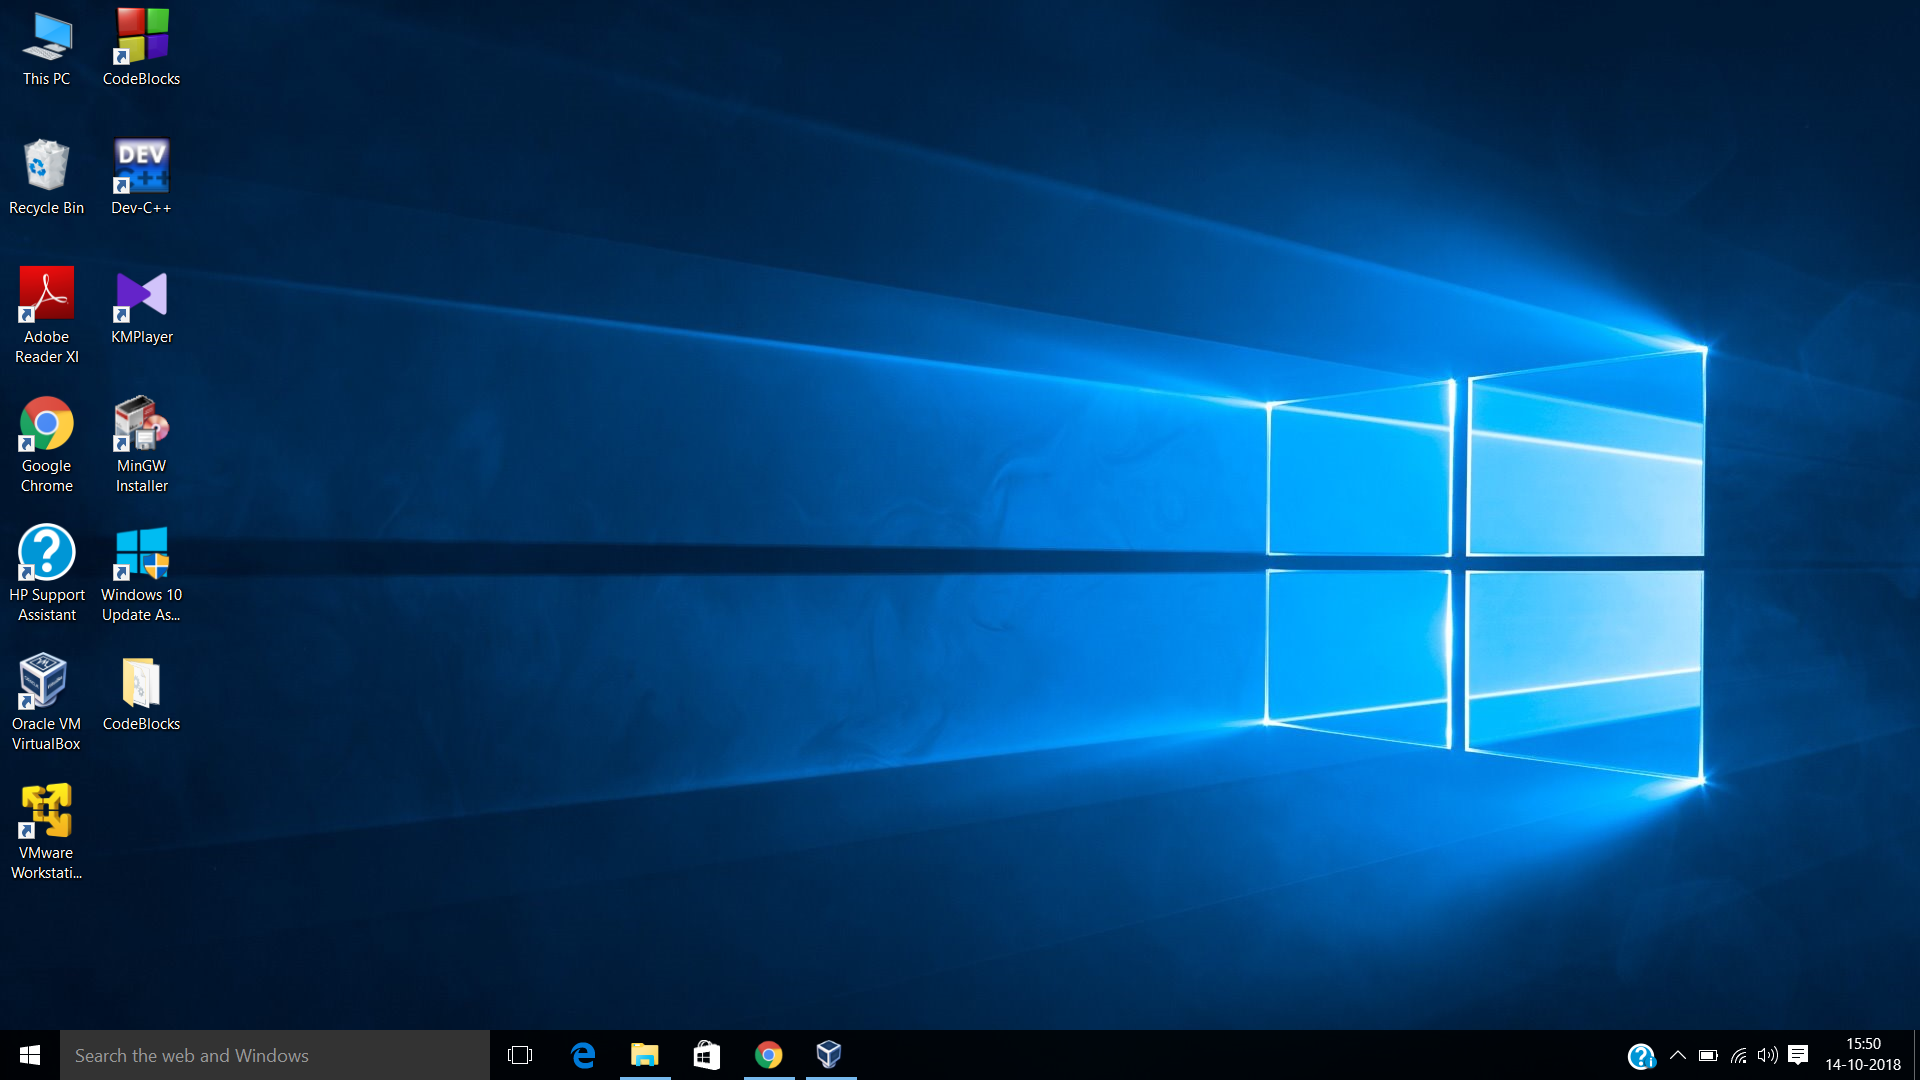 This PC
CodeBlocks
Recycle Bin
DEV
C++
Dev-C++
Adobe
Reader XI
KMPlayer
Google
Chrome
MinGW
Installer
HP Support
Assistant
Windows 10
Update As...
Oracle VM
VirtualBox
CodeBlocks
VMware
Workstati...
Search the web and Windows
15:50
14-10-2018